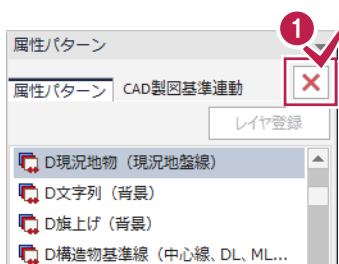 1
属性パターン
属性パターン CAD製図基準連動
レイヤ登録
D現況地物（現況地盤線）
D文字列（背景）
D旗上げ（背景）
D構造物基準線（中心線、DL、ML...